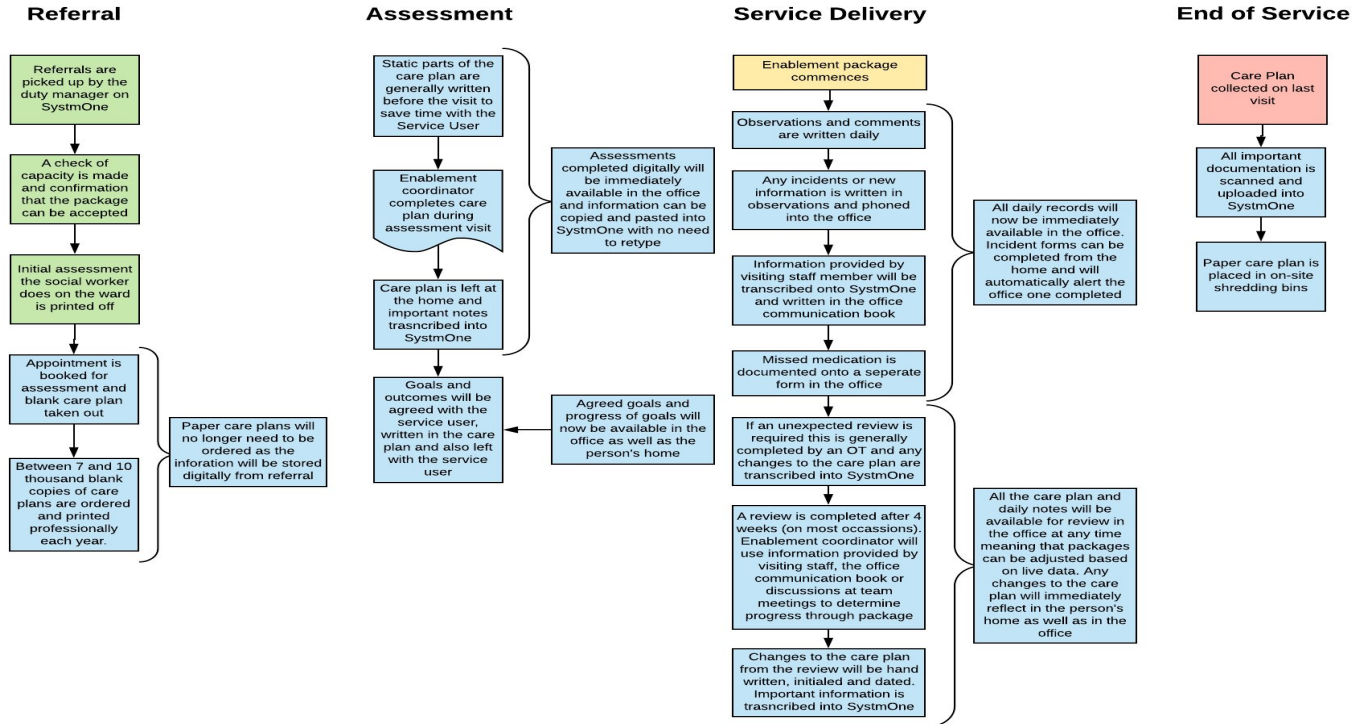 Referral
Referrals are
picked up by the
duty manager on
SystmOne
A check of
capacity is made
and confirmation
that the package
can be accepted
Initial assessment
the social worker
does on the ward
is printed off
Appointment is
booked for
assessment and
blank care plan
taken out
Between 7 and 10
thousand blank
copies of care
plans are ordered
and printed
professionally
each year.
Paper care plans will
no longer need to be
ordered as the
inforation will be stored
digitally from referral
Assessment
Static parts of the
care plan are
generally written
before the visit to
save time with the
Service User
Enablement
coordinator
completes care
plan during
assessment visit
Care plan is left at
the home and
important notes
trasncribed into
SystmOne
Assessments
completed digitally will
be immediately
available in the office
and information can be
copied and pasted into
SystmOne with no need
to retype
Goals and
outcomes will be
agreed with the
service user,
written in the care
plan and also left
with the service
user
Agreed goals and
progress of goals will
now be available in the
office as well as the
person's home
Service Delivery
Enablement package
commences
Observations and comments
are written daily
Any incidents or new
information is written in
observations and phoned
into the office
Information provided by
visiting staff member will be
transcribed onto SystmOne
and written in the office
communication book
Missed medication is
documented onto a seperate
form in the office
All daily records will
now be immediately
available in the office.
Incident forms can be
completed from the
home and will
automatically alert the
office one completed
If an unexpected review is
required this is generally
completed by an OT and any
changes to the care plan are
transcribed into SystmOne
A review is completed after 4
weeks (on most occassions).
Enablement coordinator will
use information provided by
visiting staff, the office
communication book or
discussions at team
meetings to determine
progress through package
Changes to the care plan
from the review will be hand
written, initialed and dated.
Important information is
trasncribed into SystmOne
All the care plan and
daily notes will be
available for review in
the office at any time
meaning that packages
can be adjusted based
on live data. Any
changes to the care
plan will immediately
reflect in the person's
home as well as in the
office
End of Service
Care Plan
collected on last
visit
All important
documentation is
scanned and
uploaded into
SystmOne
Paper care plan is
placed in on-site
shredding bins